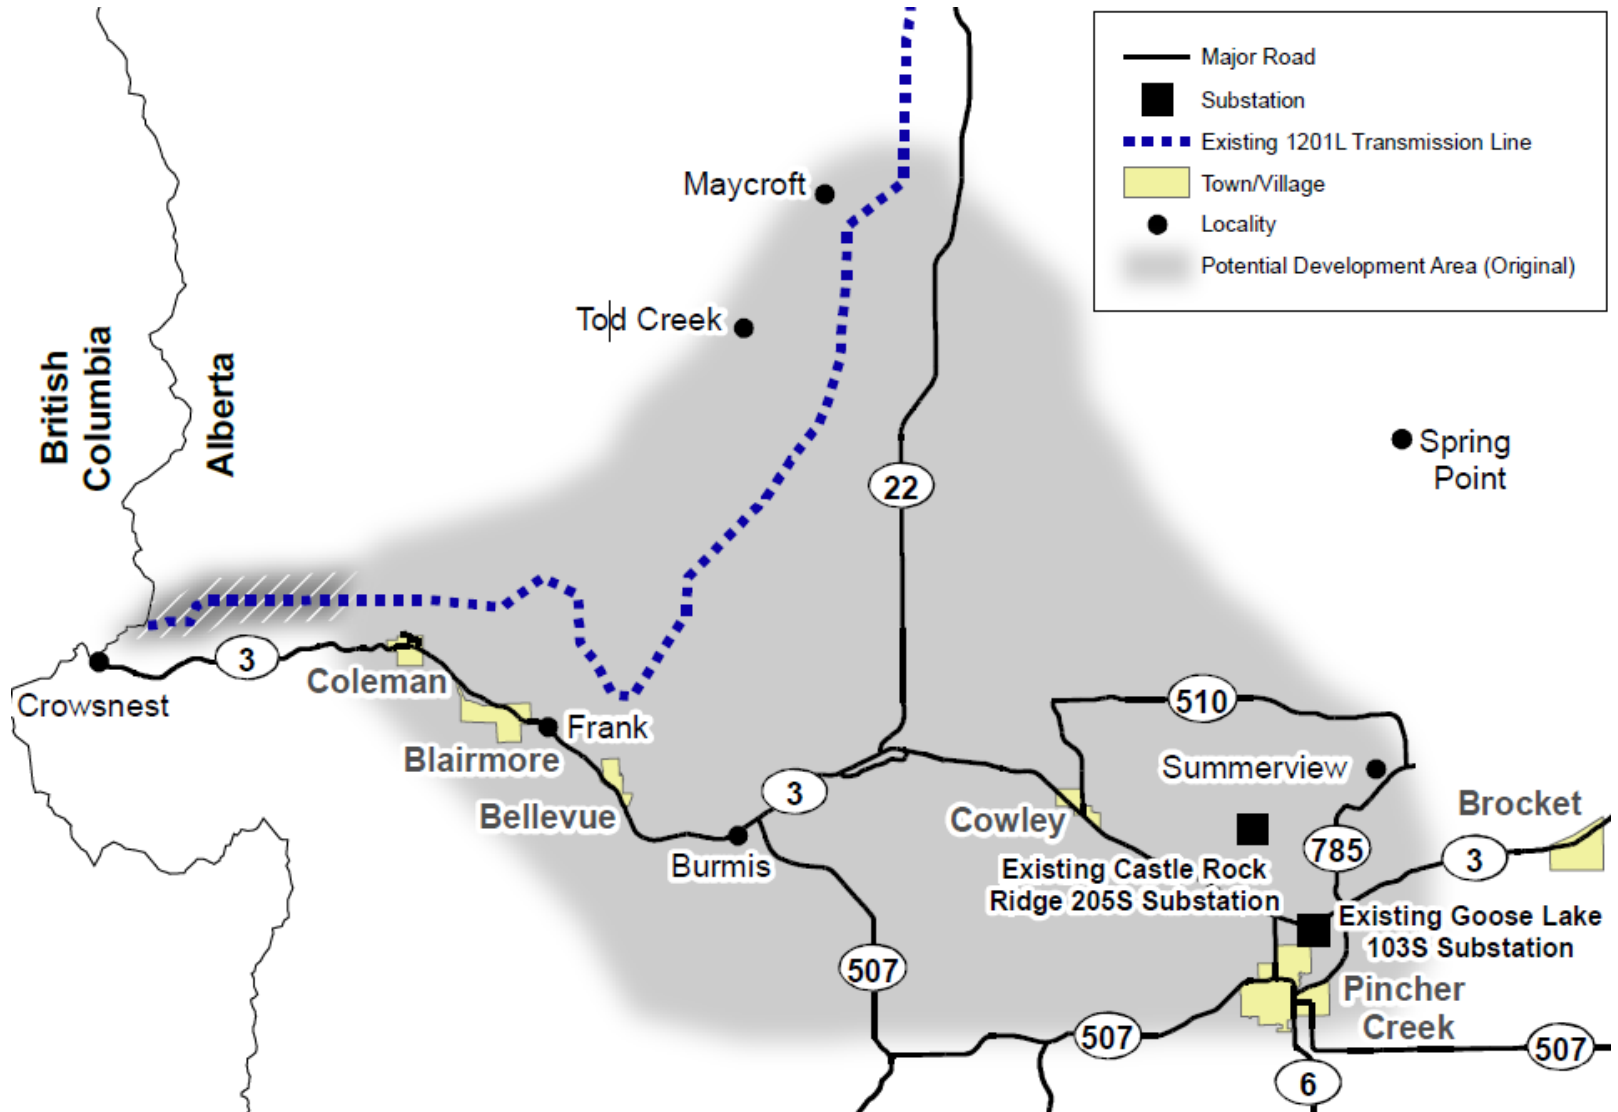 Major Road
Substation
Existing 1201L Transmission Line
Town/Village
Locality
Potential Development Area (Original)
Maycroft
Tod Creek
British
Columbia
Alberta
Spring
Point
22
3
Crowsnest
Coleman
Frank
Blairmore
Bellevue
Burmis
3
510
Summerview
Cowley
Brocket
785
3
Existing Castle Rock
Ridge 205S Substation
Existing Goose Lake
103S Substation
507
Pincher
Creek
507
507
6